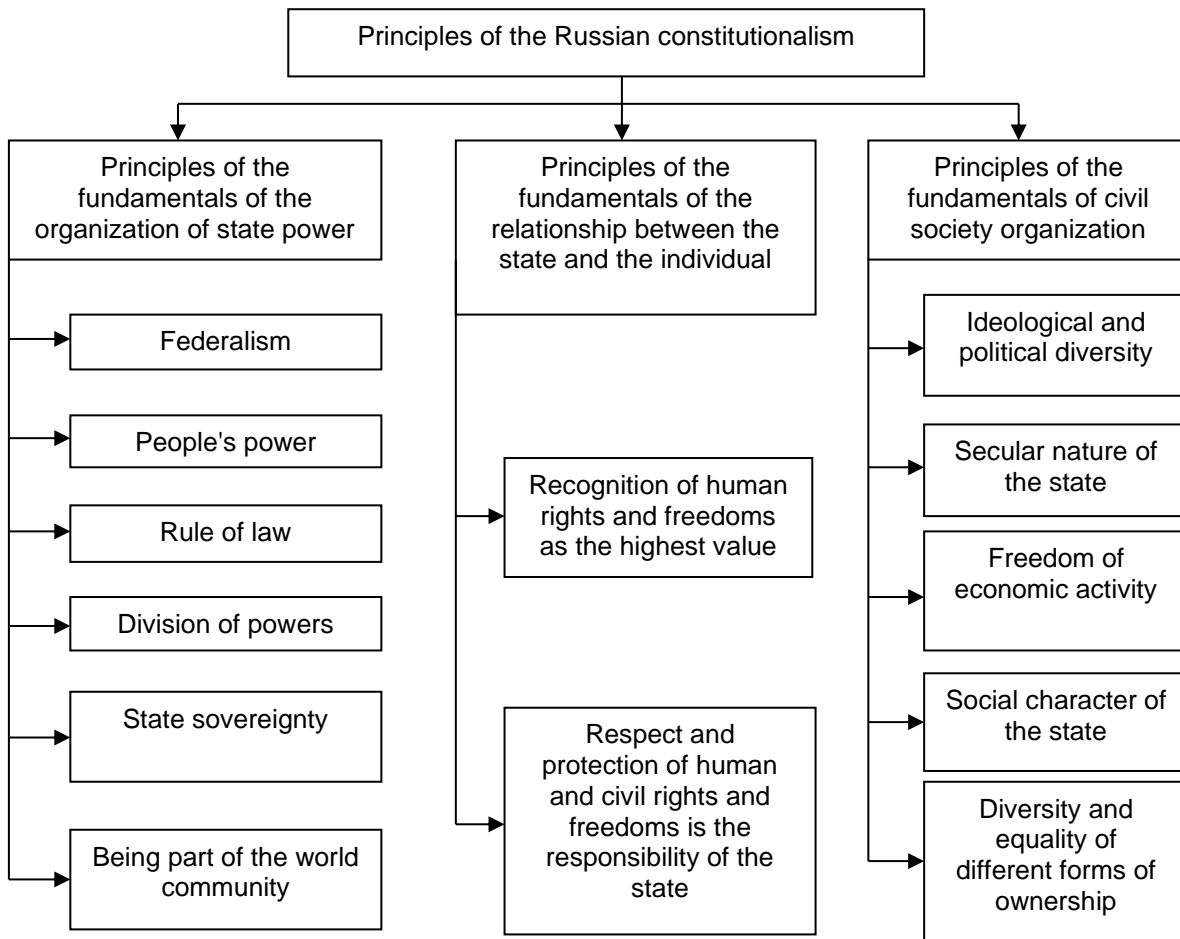 Principles of the Russian constitutionalism
Principles of the
fundamentals of the
organization of state power
Federalism
People's power
Rule of law
Division of powers
State sovereignty
Being part of the world
community
Principles of the
fundamentals of the
relationship between the
state and the individual
Recognition of human
rights and freedoms
as the highest value
Respect and
protection of human
and civil rights and
freedoms is the
responsibility of the
state
Principles of the
fundamentals of civil
society organization
Ideological and
political diversity
Secular nature of
the state
Freedom of
economic activity
Social character of
the state
Diversity and
equality of
different forms of
ownership